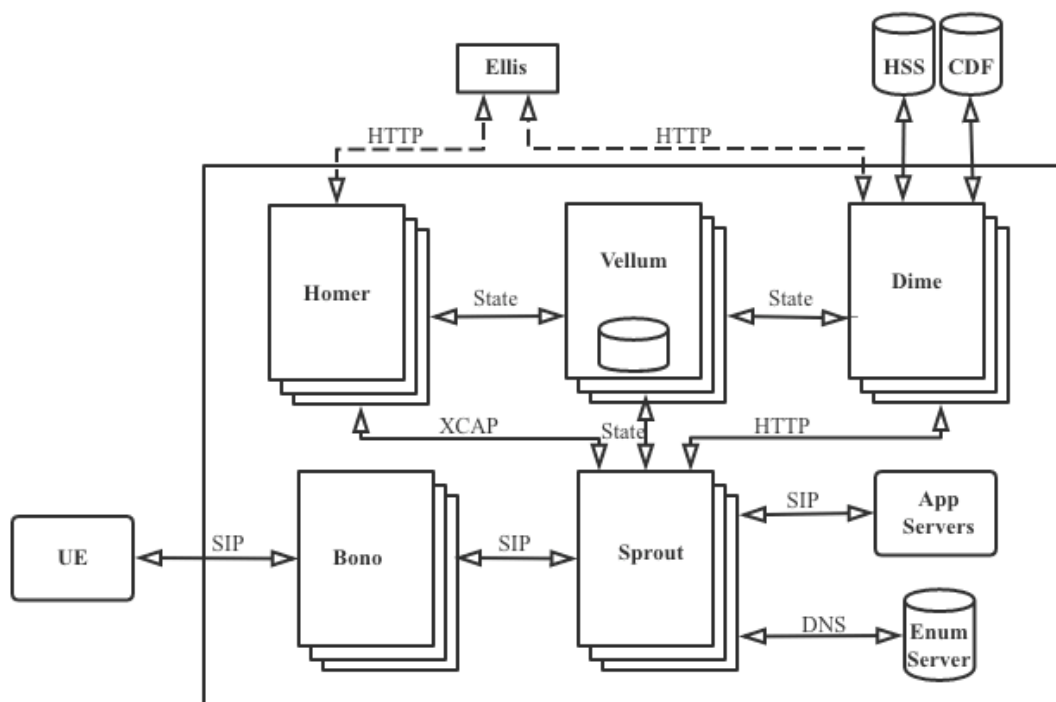 Ellis
HSS
CDF
HTTP
HTTP
Homer
State
Vellum
State
Dime
XCAP
State
HTTP
UE
SIP
Bono
SIP
Sprout
SIP
App
Servers
DNS
Enum
Server